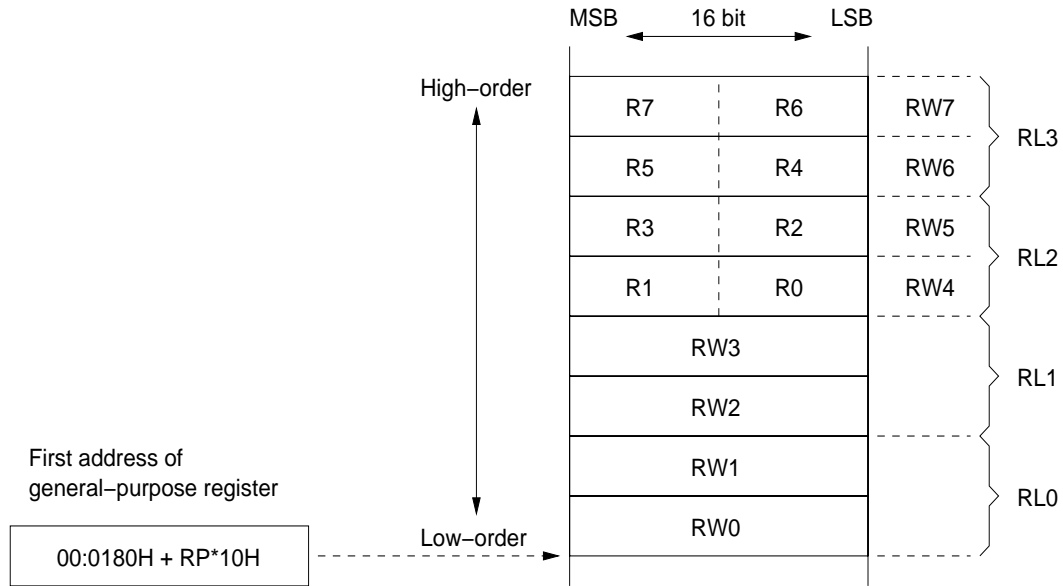 MSB 16 bit LSB
High−order
R7 R6 RW7
RL3
R5 R4 RW6
R3 R2 RW5
RL2
R1 R0 RW4
RW3
RL1
RW2
First address of
general−purpose register
RW1
RL0
RW0
Low−order
00:0180H + RP*10H